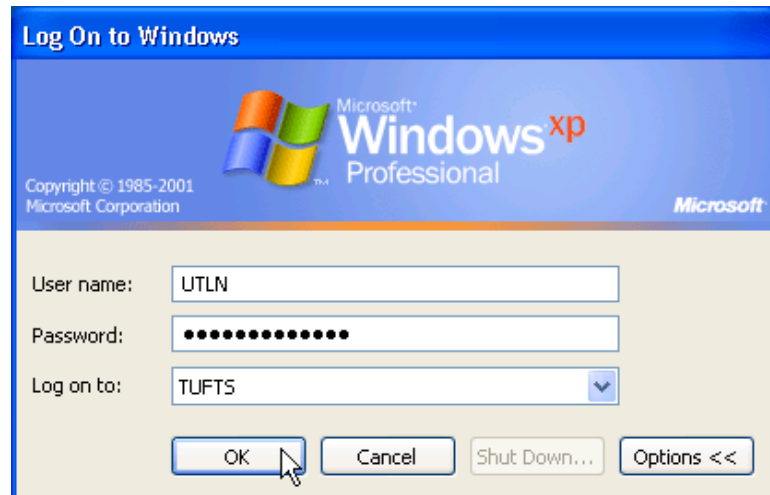 Log On to Windows
Microsoft®
Windows xp
Professional
TM
Copyright © 1985-2001
Microsoft Corporation
Microsoft
User name: UTLN
Password: •••••••••••••
Log on to: TUFTS
OK Cancel Shut Down... Options <<